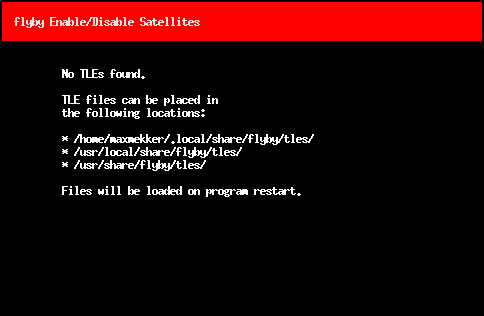 flyby Enable/Disable Satellites
No TLEs found.
TLE files can be placed in
the following locations:
* /home/maxmekker/.local/share/flyby/tles/
* /usr/local/share/flyby/tles/
* /usr/share/flyby/tles/
Files will be loaded on program restart.